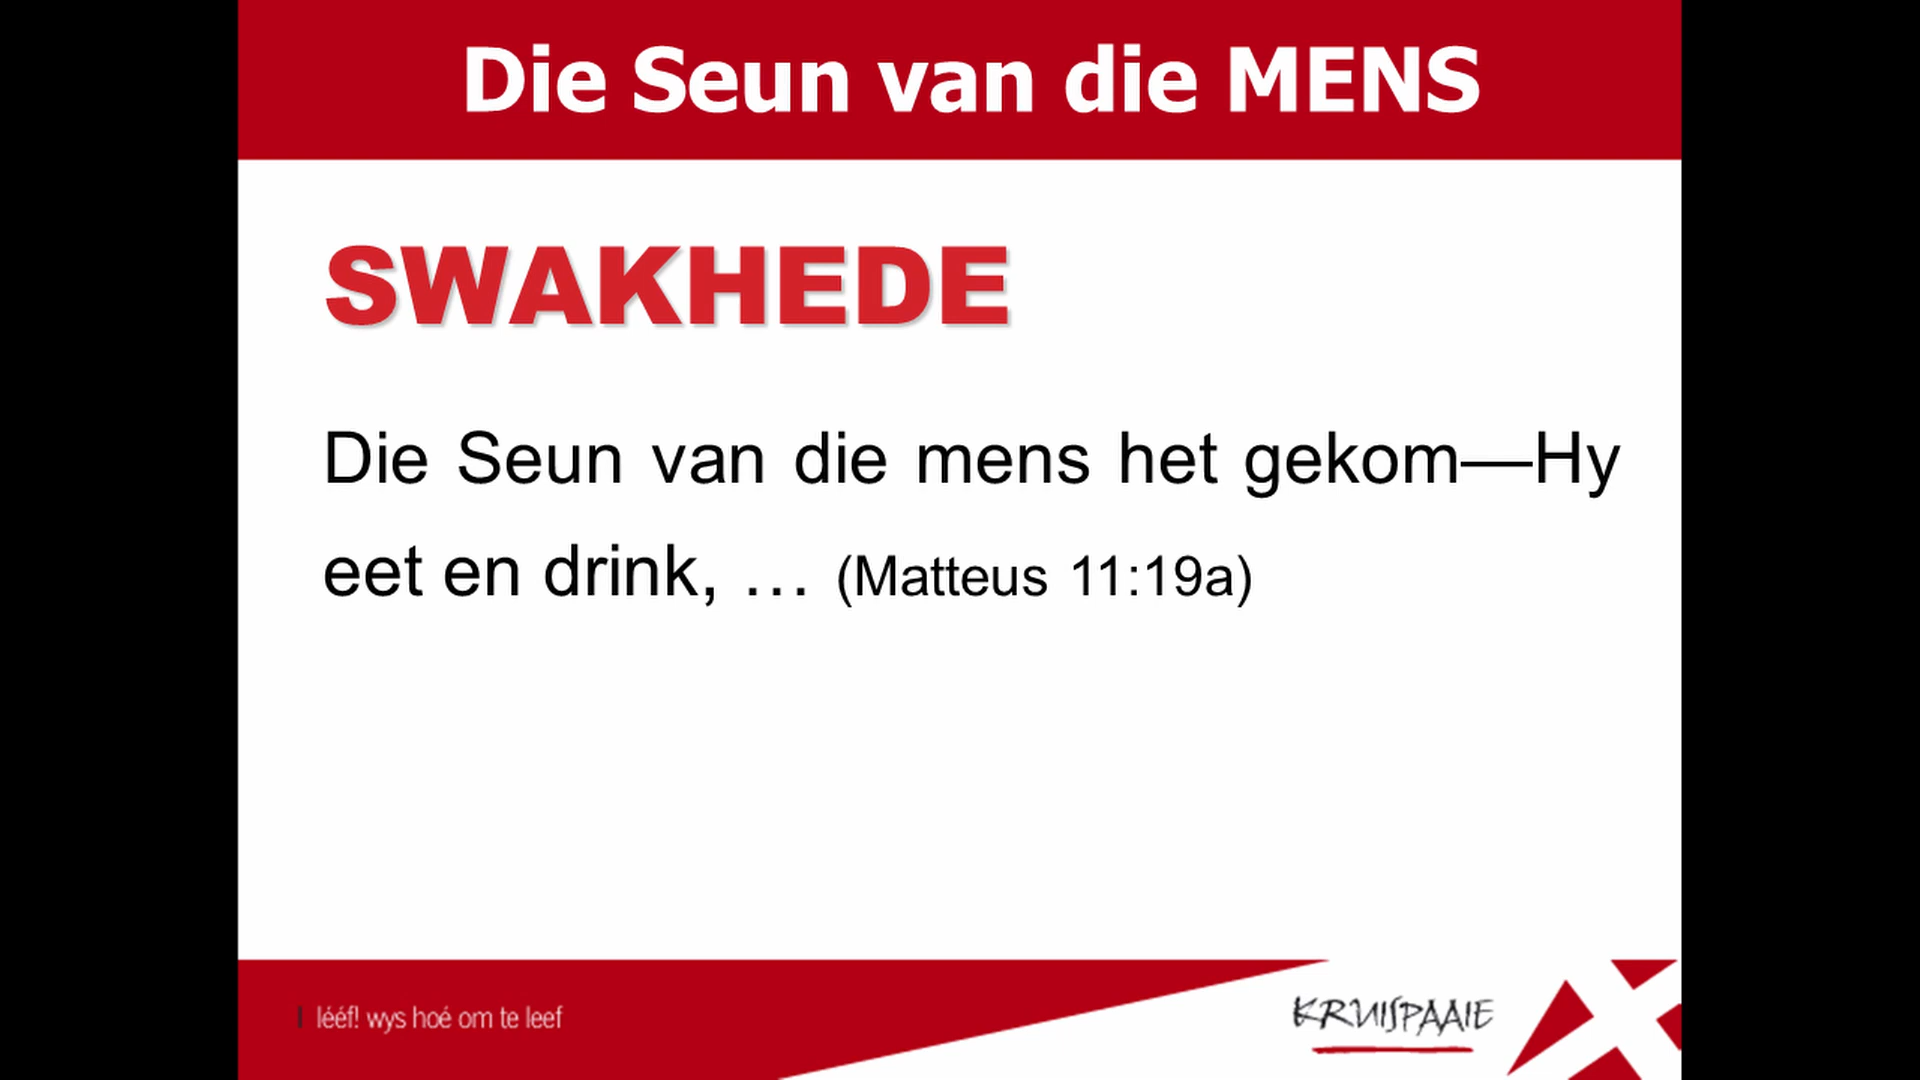 Die Seun van die MENS
SWAKHEDE
Die Seun van die mens het gekom—Hy
eet en drink, … (Matteus 11:19a)
lééf! wys hoé om te leef
KRUISPAAIE